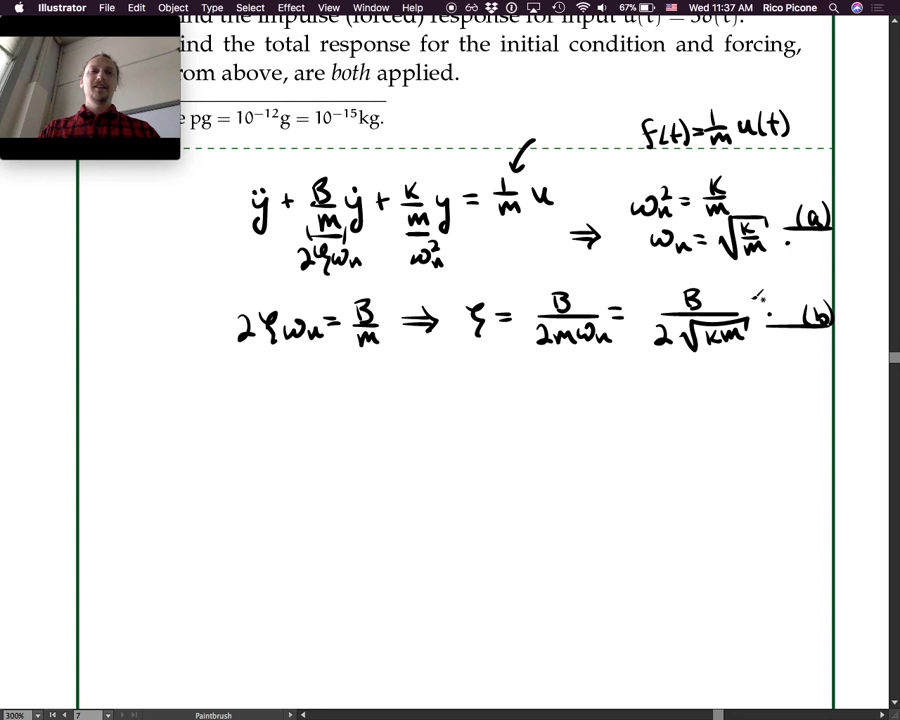 Illustrator File Edit Object Type Select Effect View Window Help 67% Wed 11:37 AM Rico Picone
ind the impulse (forced) response for input u(t) = 3δ(t).
ind the total response for the initial condition and forcing,
rom above, are both applied.
e pg = 10⁻¹²g = 10⁻¹⁵kg.
f(t) = 1/m u(t)
ÿ + B/m ẏ + K/m y = 1/m u
2ζωₙ ωₙ²
⇒ ωₙ² = K/m
ωₙ = √(K/m) . (a)
2ζωₙ = B/m ⇒ ζ = B/(2mωₙ) = B/(2√(Km)) . (b)
300% 7 Paintbrush